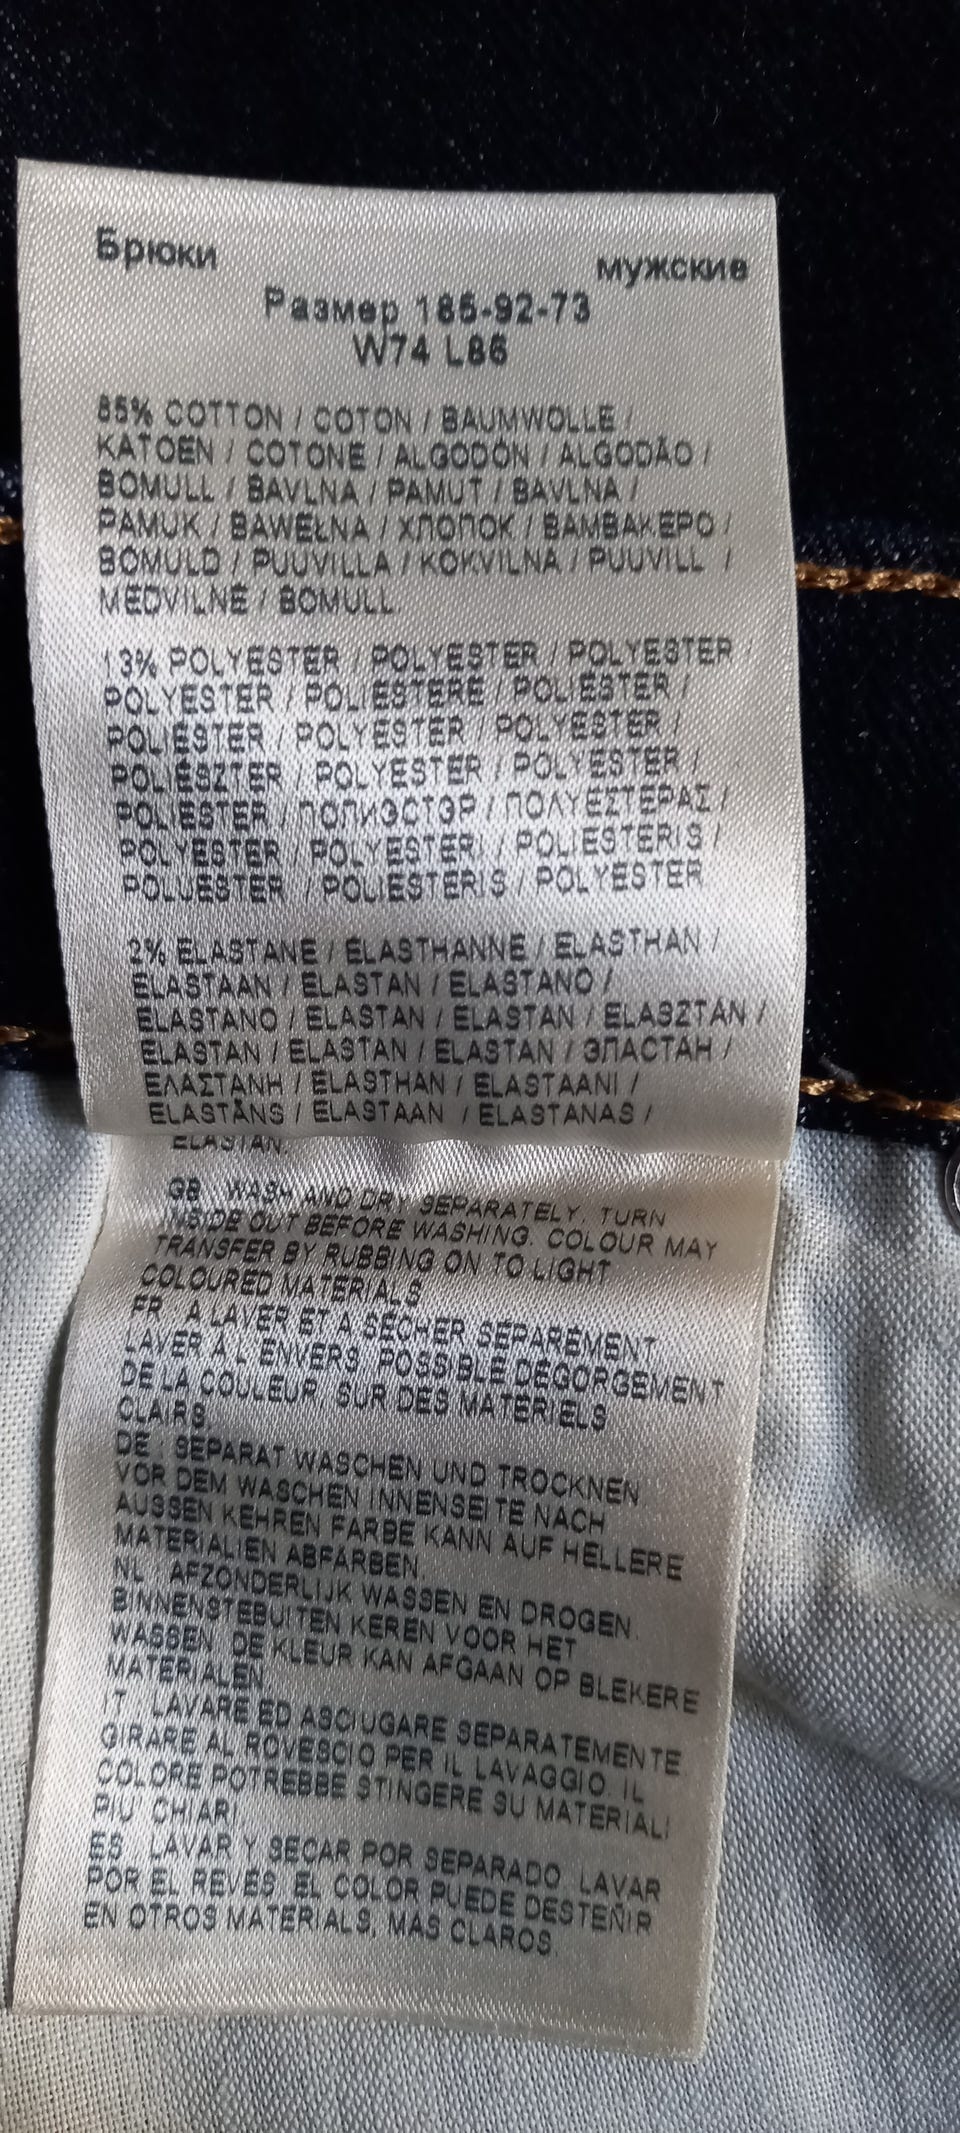 Брюки мужские
Размер 185-92-73
W74 L86
85% COTTON / COTON / BAUMWOLLE /
KATOEN / COTONE / ALGODÓN / ALGODÃO /
BOMULL / BAVLNA / PAMUT / BAVLNA /
PAMUK / BAWEŁNA / ХЛОПОК / ΒΑΜΒΑΚΕΡΟ /
BOMULD / PUUVILLA / KOKVILNA / PUUVILL /
MEDVILNĖ / BOMULL
13% POLYESTER / POLYESTER / POLYESTER /
POLYESTER / POLIESTERE / POLIÉSTER /
POLIÉSTER / POLYESTER / POLYESTER /
POLIÉSZTER / POLYESTER / POLYESTER /
POLIESTER / ПОЛИЭСТЭР / ΠΟΛΥΕΣΤΕΡΑΣ /
POLYESTER / POLYESTERI / POLIESTERIS /
POLUESTER / POLIESTERIS / POLYESTER
2% ELASTANE / ÉLASTHANNE / ELASTHAN /
ELASTAAN / ELASTAN / ELASTANO /
ELASTANO / ELASTAN / ELASTAN / ELASZTÁN /
ELASTAN / ELASTAN / ELASTAN / ЭЛАСТАН /
ΕΛΑΣΤΑΝΗ / ELASTHAN / ELASTAANI /
ELASTĀNS / ELASTAAN / ELASTANAS /
ELASTAN.
GB : WASH AND DRY SEPARATELY, TURN
INSIDE OUT BEFORE WASHING. COLOUR MAY
TRANSFER BY RUBBING ON TO LIGHT
COLOURED MATERIALS
FR : A LAVER ET A SÉCHER SÉPARÉMENT.
LAVER À L'ENVERS. POSSIBLE DÉGORGEMENT
DE LA COULEUR, SUR DES MATÉRIELS
CLAIRS.
DE : SEPARAT WASCHEN UND TROCKNEN.
VOR DEM WASCHEN INNENSEITE NACH
AUSSEN KEHREN FARBE KANN AUF HELLERE
MATERIALIEN ABFARBEN.
NL : AFZONDERLIJK WASSEN EN DROGEN.
BINNENSTEBUITEN KEREN VOOR HET
WASSEN. DE KLEUR KAN AFGAAN OP BLEKERE
MATERIALEN.
IT : LAVARE ED ASCIUGARE SEPARATEMENTE
GIRARE AL ROVESCIO PER IL LAVAGGIO. IL
COLORE POTREBBE STINGERE SU MATERIALI
PIU' CHIARI
ES : LAVAR Y SECAR POR SEPARADO. LAVAR
POR EL REVÉS. EL COLOR PUEDE DESTEÑIR
EN OTROS MATERIALS, MAS CLAROS.